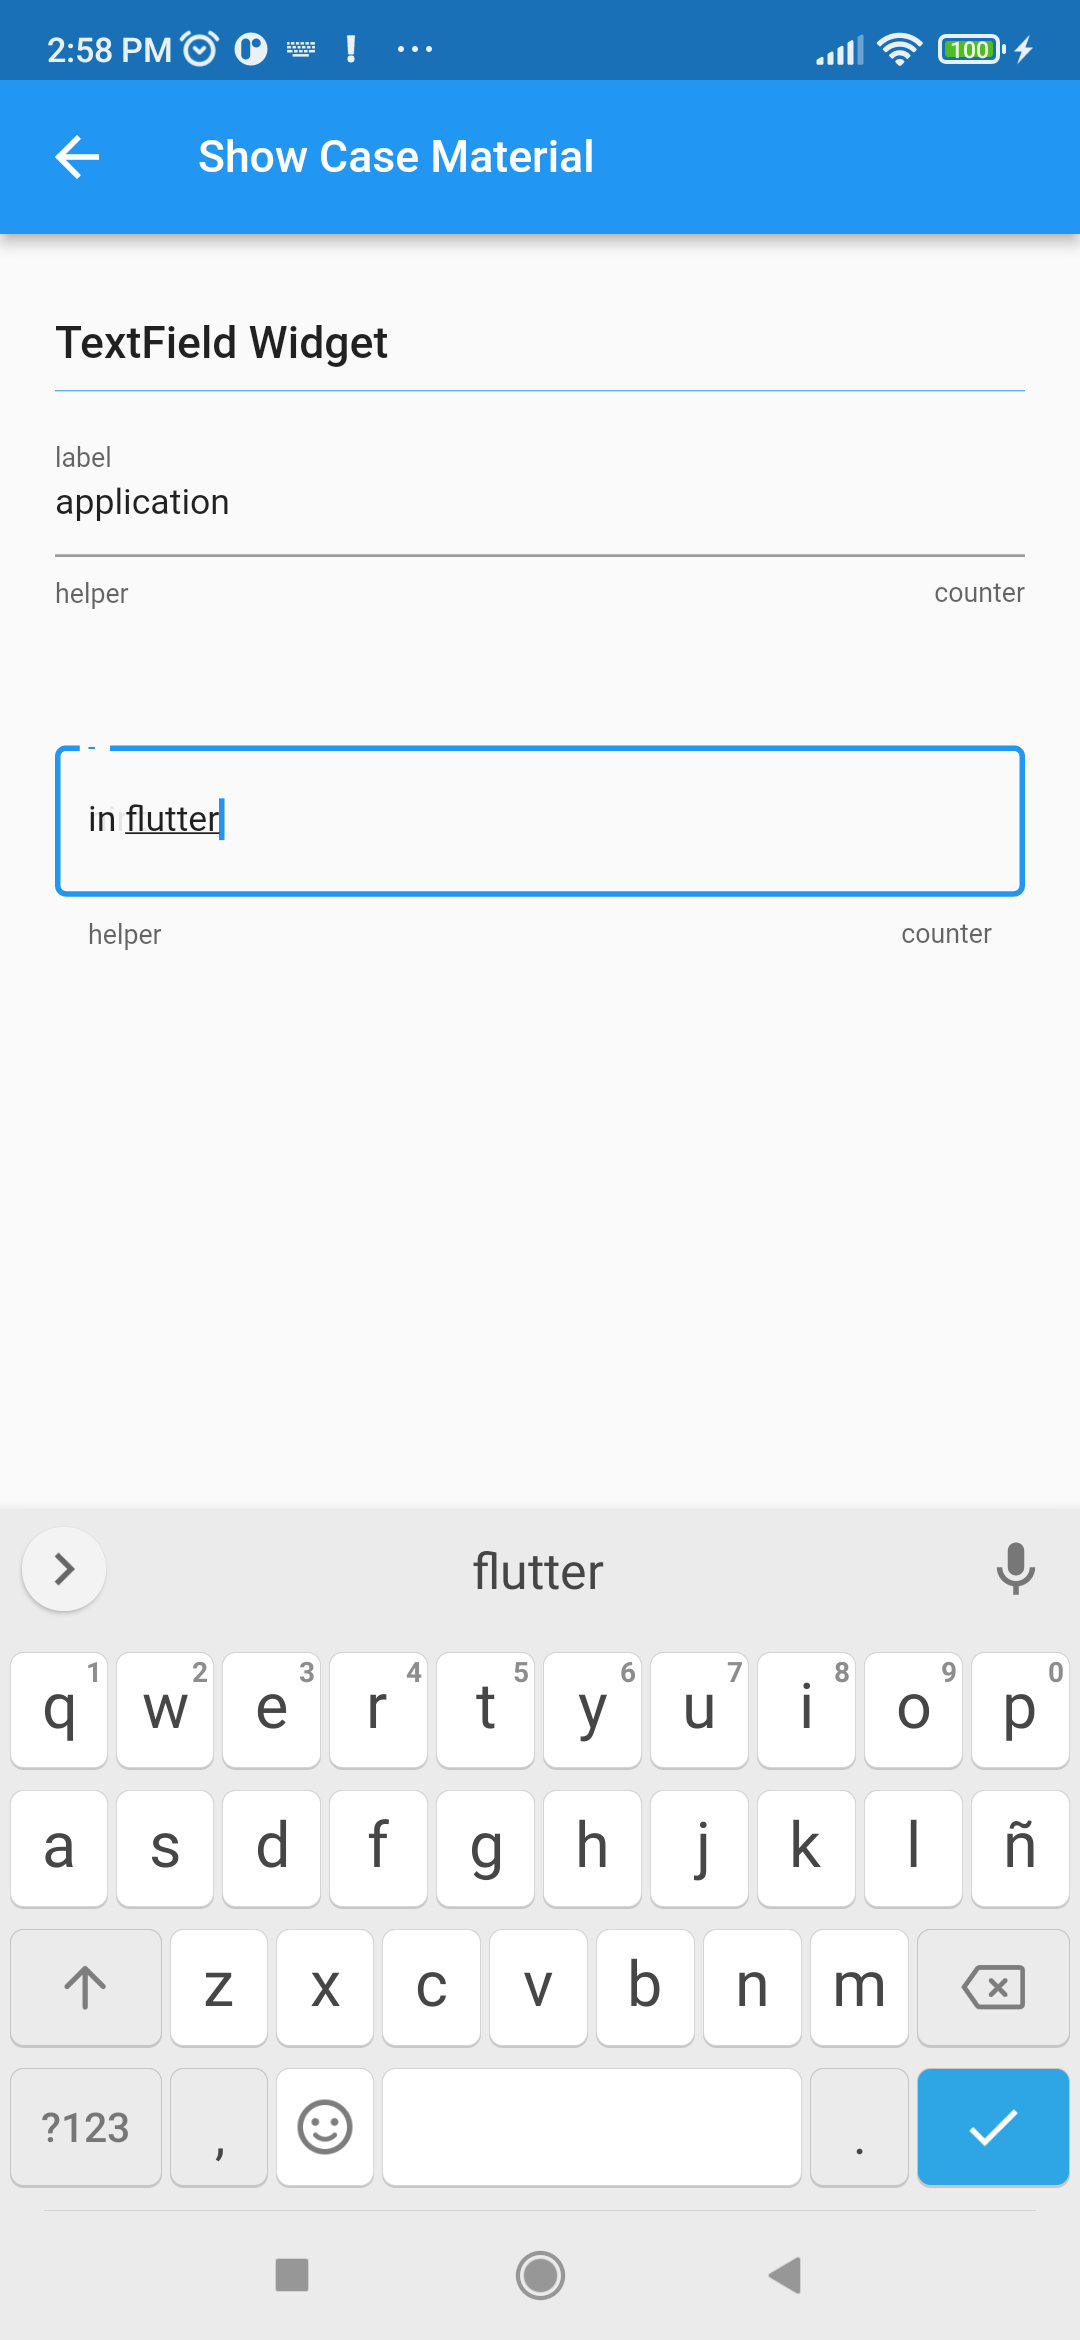 2:58 PM 100
Show Case Material
TextField Widget
label
application
helper counter
in flutter
helper counter
flutter
1 2 3 4 5 6 7 8 9 0
q w e r t y u i o p
a s d f g h j k l ñ
z x c v b n m
?123 , .